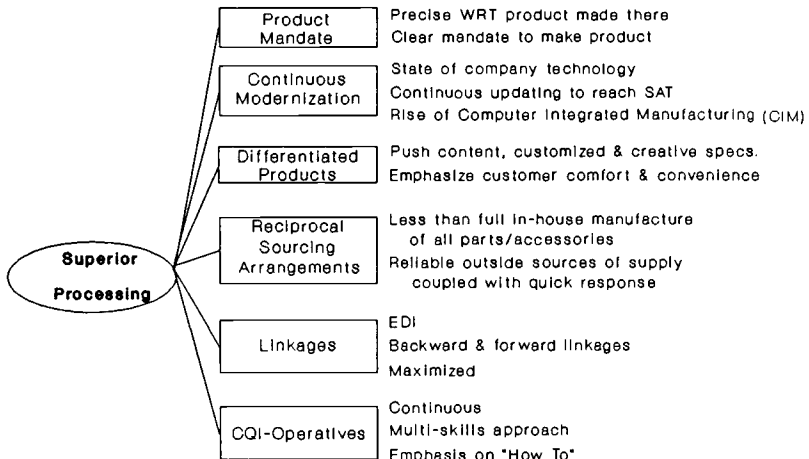 Product
Mandate
Precise WRT product made there
Clear mandate to make product
Continuous
Modernization
State of company technology
Continuous updating to reach SAT
Rise of Computer Integrated Manufacturing (CIM)
Differentiated
Products
Push content, customized & creative specs.
Emphasize customer comfort & convenience
Superior
Processing
Reciprocal
Sourcing
Arrangements
Less than full in-house manufacture
of all parts/accessories
Reliable outside sources of supply
coupled with quick response
Linkages
EDI
Backward & forward linkages
Maximized
CQI-Operatives
Continuous
Multi-skills approach
Emphasis on "How To"